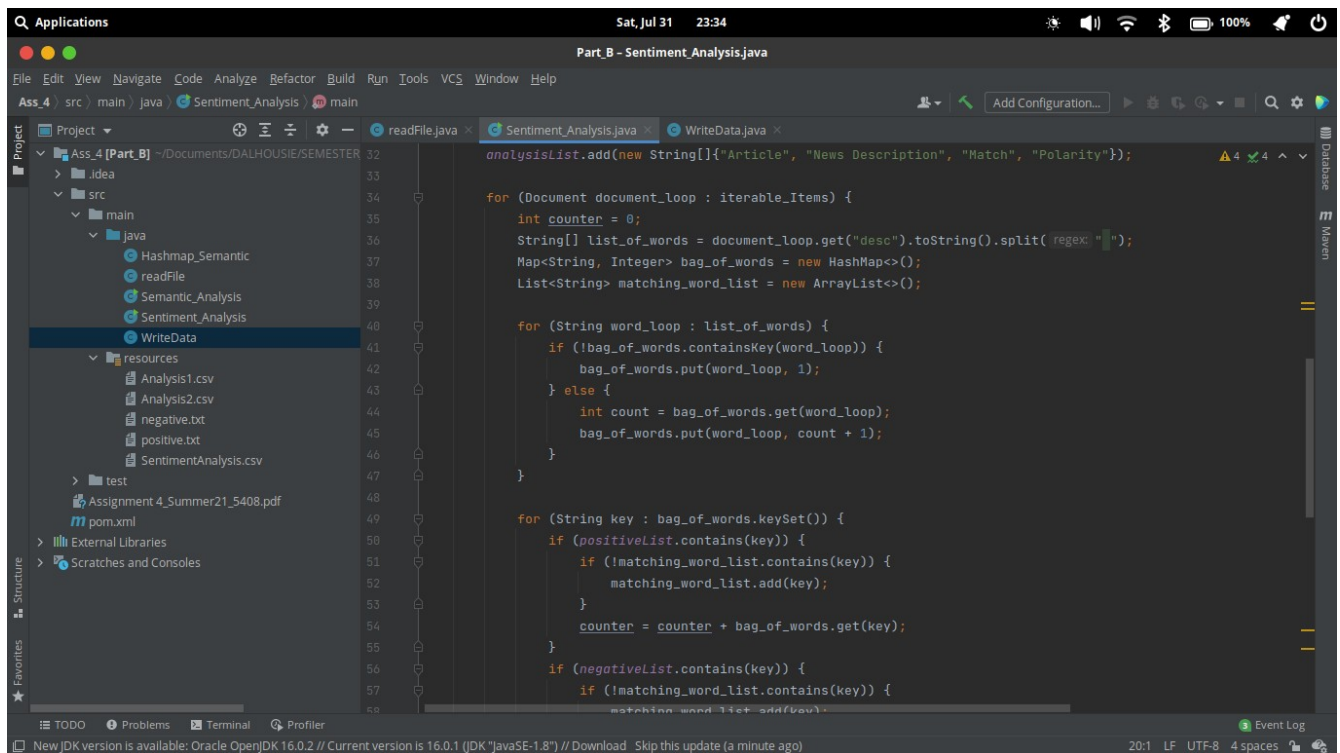 Applications Sat, Jul 31 23:34 100%
Part_B – Sentiment_Analysis.java
File Edit View Navigate Code Analyze Refactor Build Run Tools VCS Window Help
Ass_4 src main java Sentiment_Analysis main Add Configuration...
Project readFile.java Sentiment_Analysis.java WriteData.java
Ass_4 [Part_B] ~/Documents/DALHOUSIE/SEMESTER
.idea
src
main
java
Hashmap_Semantic
readFile
Semantic_Analysis
Sentiment_Analysis
WriteData
resources
Analysis1.csv
Analysis2.csv
negative.txt
positive.txt
SentimentAnalysis.csv
test
Assignment 4_Summer21_5408.pdf
pom.xml
External Libraries
Scratches and Consoles
32 analysisList.add(new String[]{"Article", "News Description", "Match", "Polarity"}); 4 4
33
34 for (Document document_loop : iterable_Items) {
35 int counter = 0;
36 String[] list_of_words = document_loop.get("desc").toString().split( regex: " ");
37 Map<String, Integer> bag_of_words = new HashMap<>();
38 List<String> matching_word_list = new ArrayList<>();
39
40 for (String word_loop : list_of_words) {
41 if (!bag_of_words.containsKey(word_loop)) {
42 bag_of_words.put(word_loop, 1);
43 } else {
44 int count = bag_of_words.get(word_loop);
45 bag_of_words.put(word_loop, count + 1);
46 }
47 }
48
49 for (String key : bag_of_words.keySet()) {
50 if (positiveList.contains(key)) {
51 if (!matching_word_list.contains(key)) {
52 matching_word_list.add(key);
53 }
54 counter = counter + bag_of_words.get(key);
55 }
56 if (negativeList.contains(key)) {
57 if (!matching_word_list.contains(key)) {
58 matching_word_list.add(key);
Project
Structure
Favorites
Database
m Maven
TODO Problems Terminal Profiler 3 Event Log
New JDK version is available: Oracle OpenJDK 16.0.2 // Current version is 16.0.1 (JDK "JavaSE-1.8") // Download Skip this update (a minute ago) 20:1 LF UTF-8 4 spaces